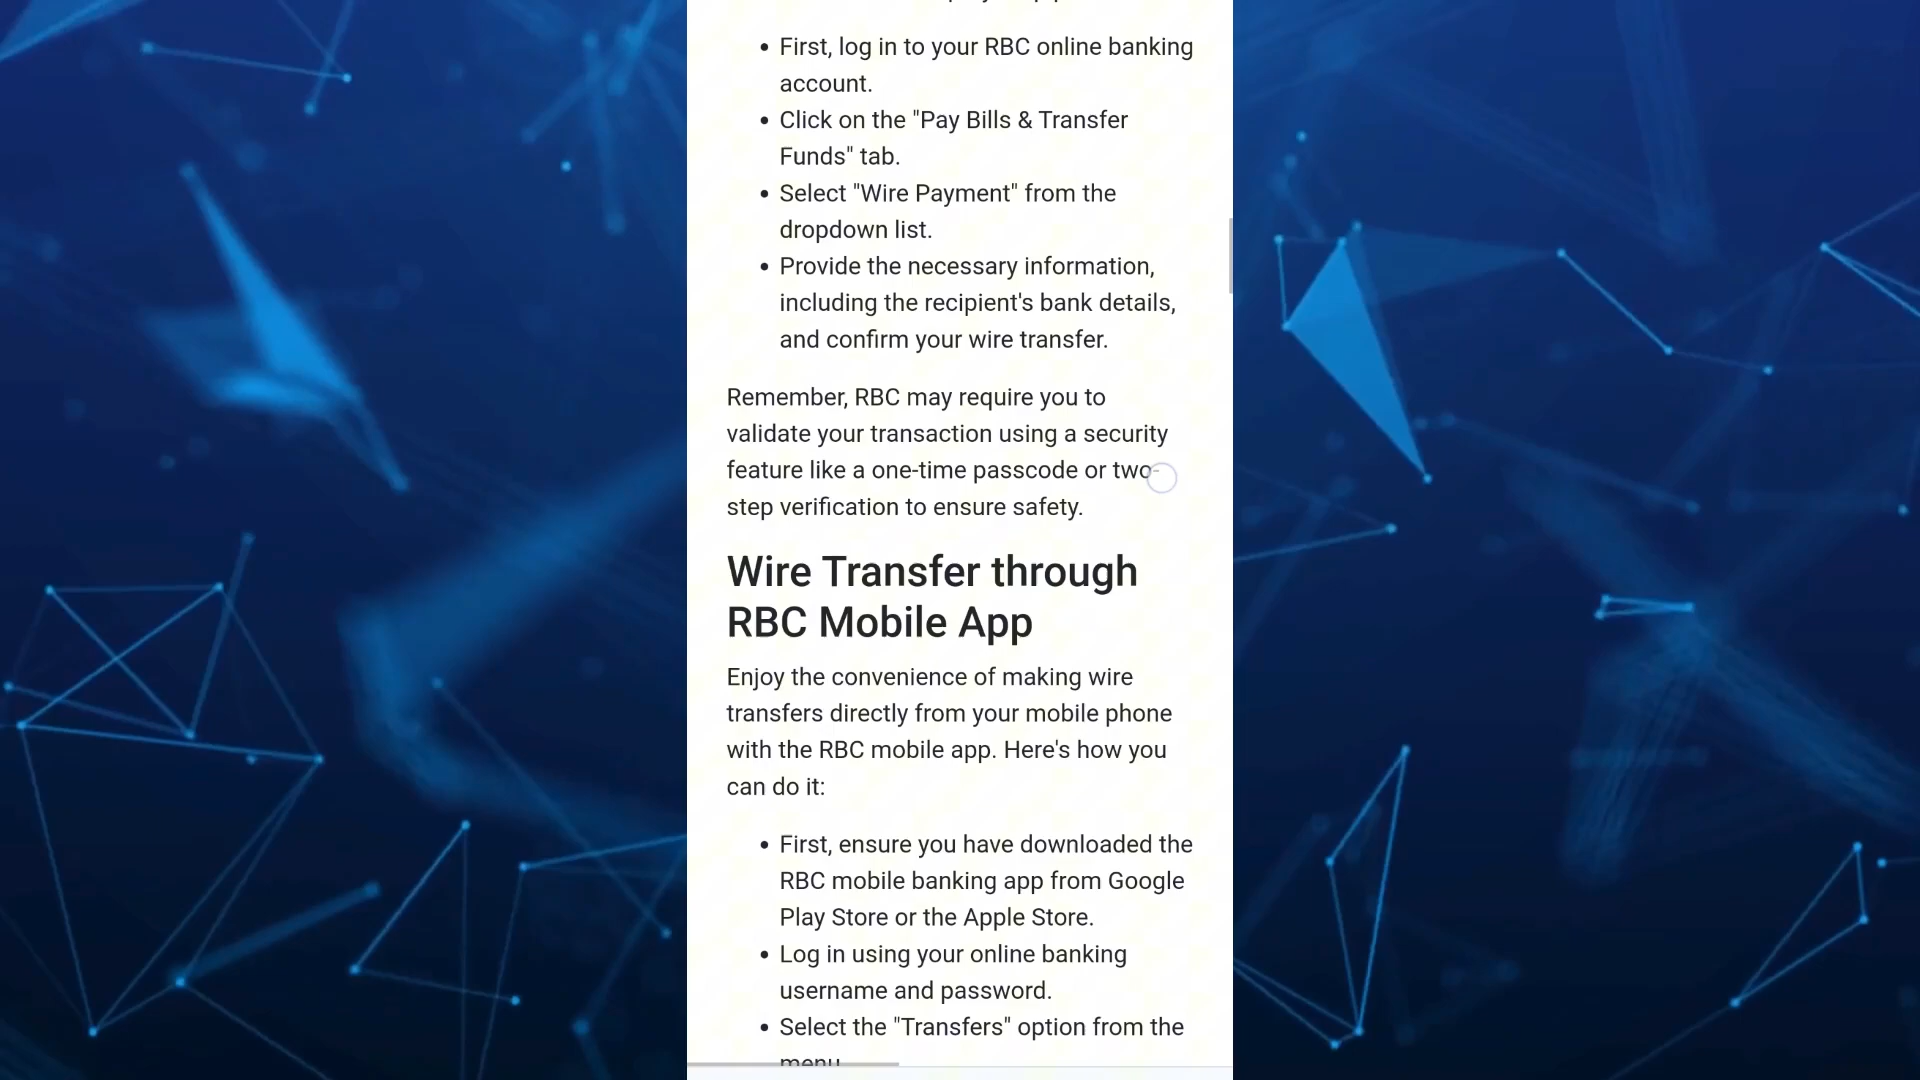 First, log in to your RBC online banking
account.
Click on the "Pay Bills & Transfer
Funds" tab.
Select "Wire Payment" from the
dropdown list.
Provide the necessary information,
including the recipient's bank details,
and confirm your wire transfer.
Remember, RBC may require you to
validate your transaction using a security
feature like a one-time passcode or two-
step verification to ensure safety.
Wire Transfer through
RBC Mobile App
Enjoy the convenience of making wire
transfers directly from your mobile phone
with the RBC mobile app. Here's how you
can do it:
First, ensure you have downloaded the
RBC mobile banking app from Google
Play Store or the Apple Store.
Log in using your online banking
username and password.
Select the "Transfers" option from the
menu